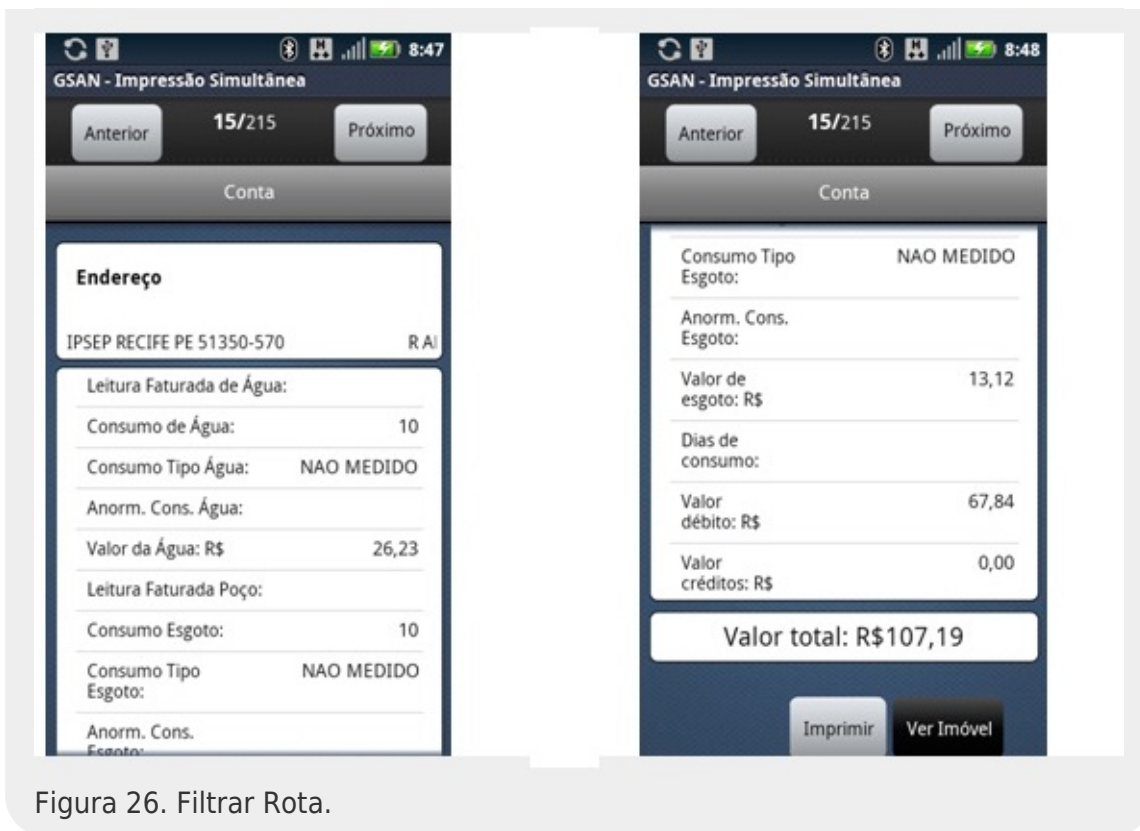 8:47
GSAN - Impressão Simultânea
Anterior
15/215
Próximo
Conta
Endereço
IPSEP RECIFE PE 51350-570 R A
Leitura Faturada de Água:
Consumo de Água: 10
Consumo Tipo Água: NAO MEDIDO
Anorm. Cons. Água:
Valor da Água: R$ 26,23
Leitura Faturada Poço:
Consumo Esgoto: 10
Consumo Tipo NAO MEDIDO
Esgoto:
Anorm. Cons.
Esgoto:
8:48
GSAN - Impressão Simultânea
Anterior
15/215
Próximo
Conta
Consumo Tipo NAO MEDIDO
Esgoto:
Anorm. Cons.
Esgoto:
Valor de 13,12
esgoto: R$
Dias de
consumo:
Valor 67,84
débito: R$
Valor 0,00
créditos: R$
Valor total: R$107,19
Imprimir
Ver Imóvel
Figura 26. Filtrar Rota.